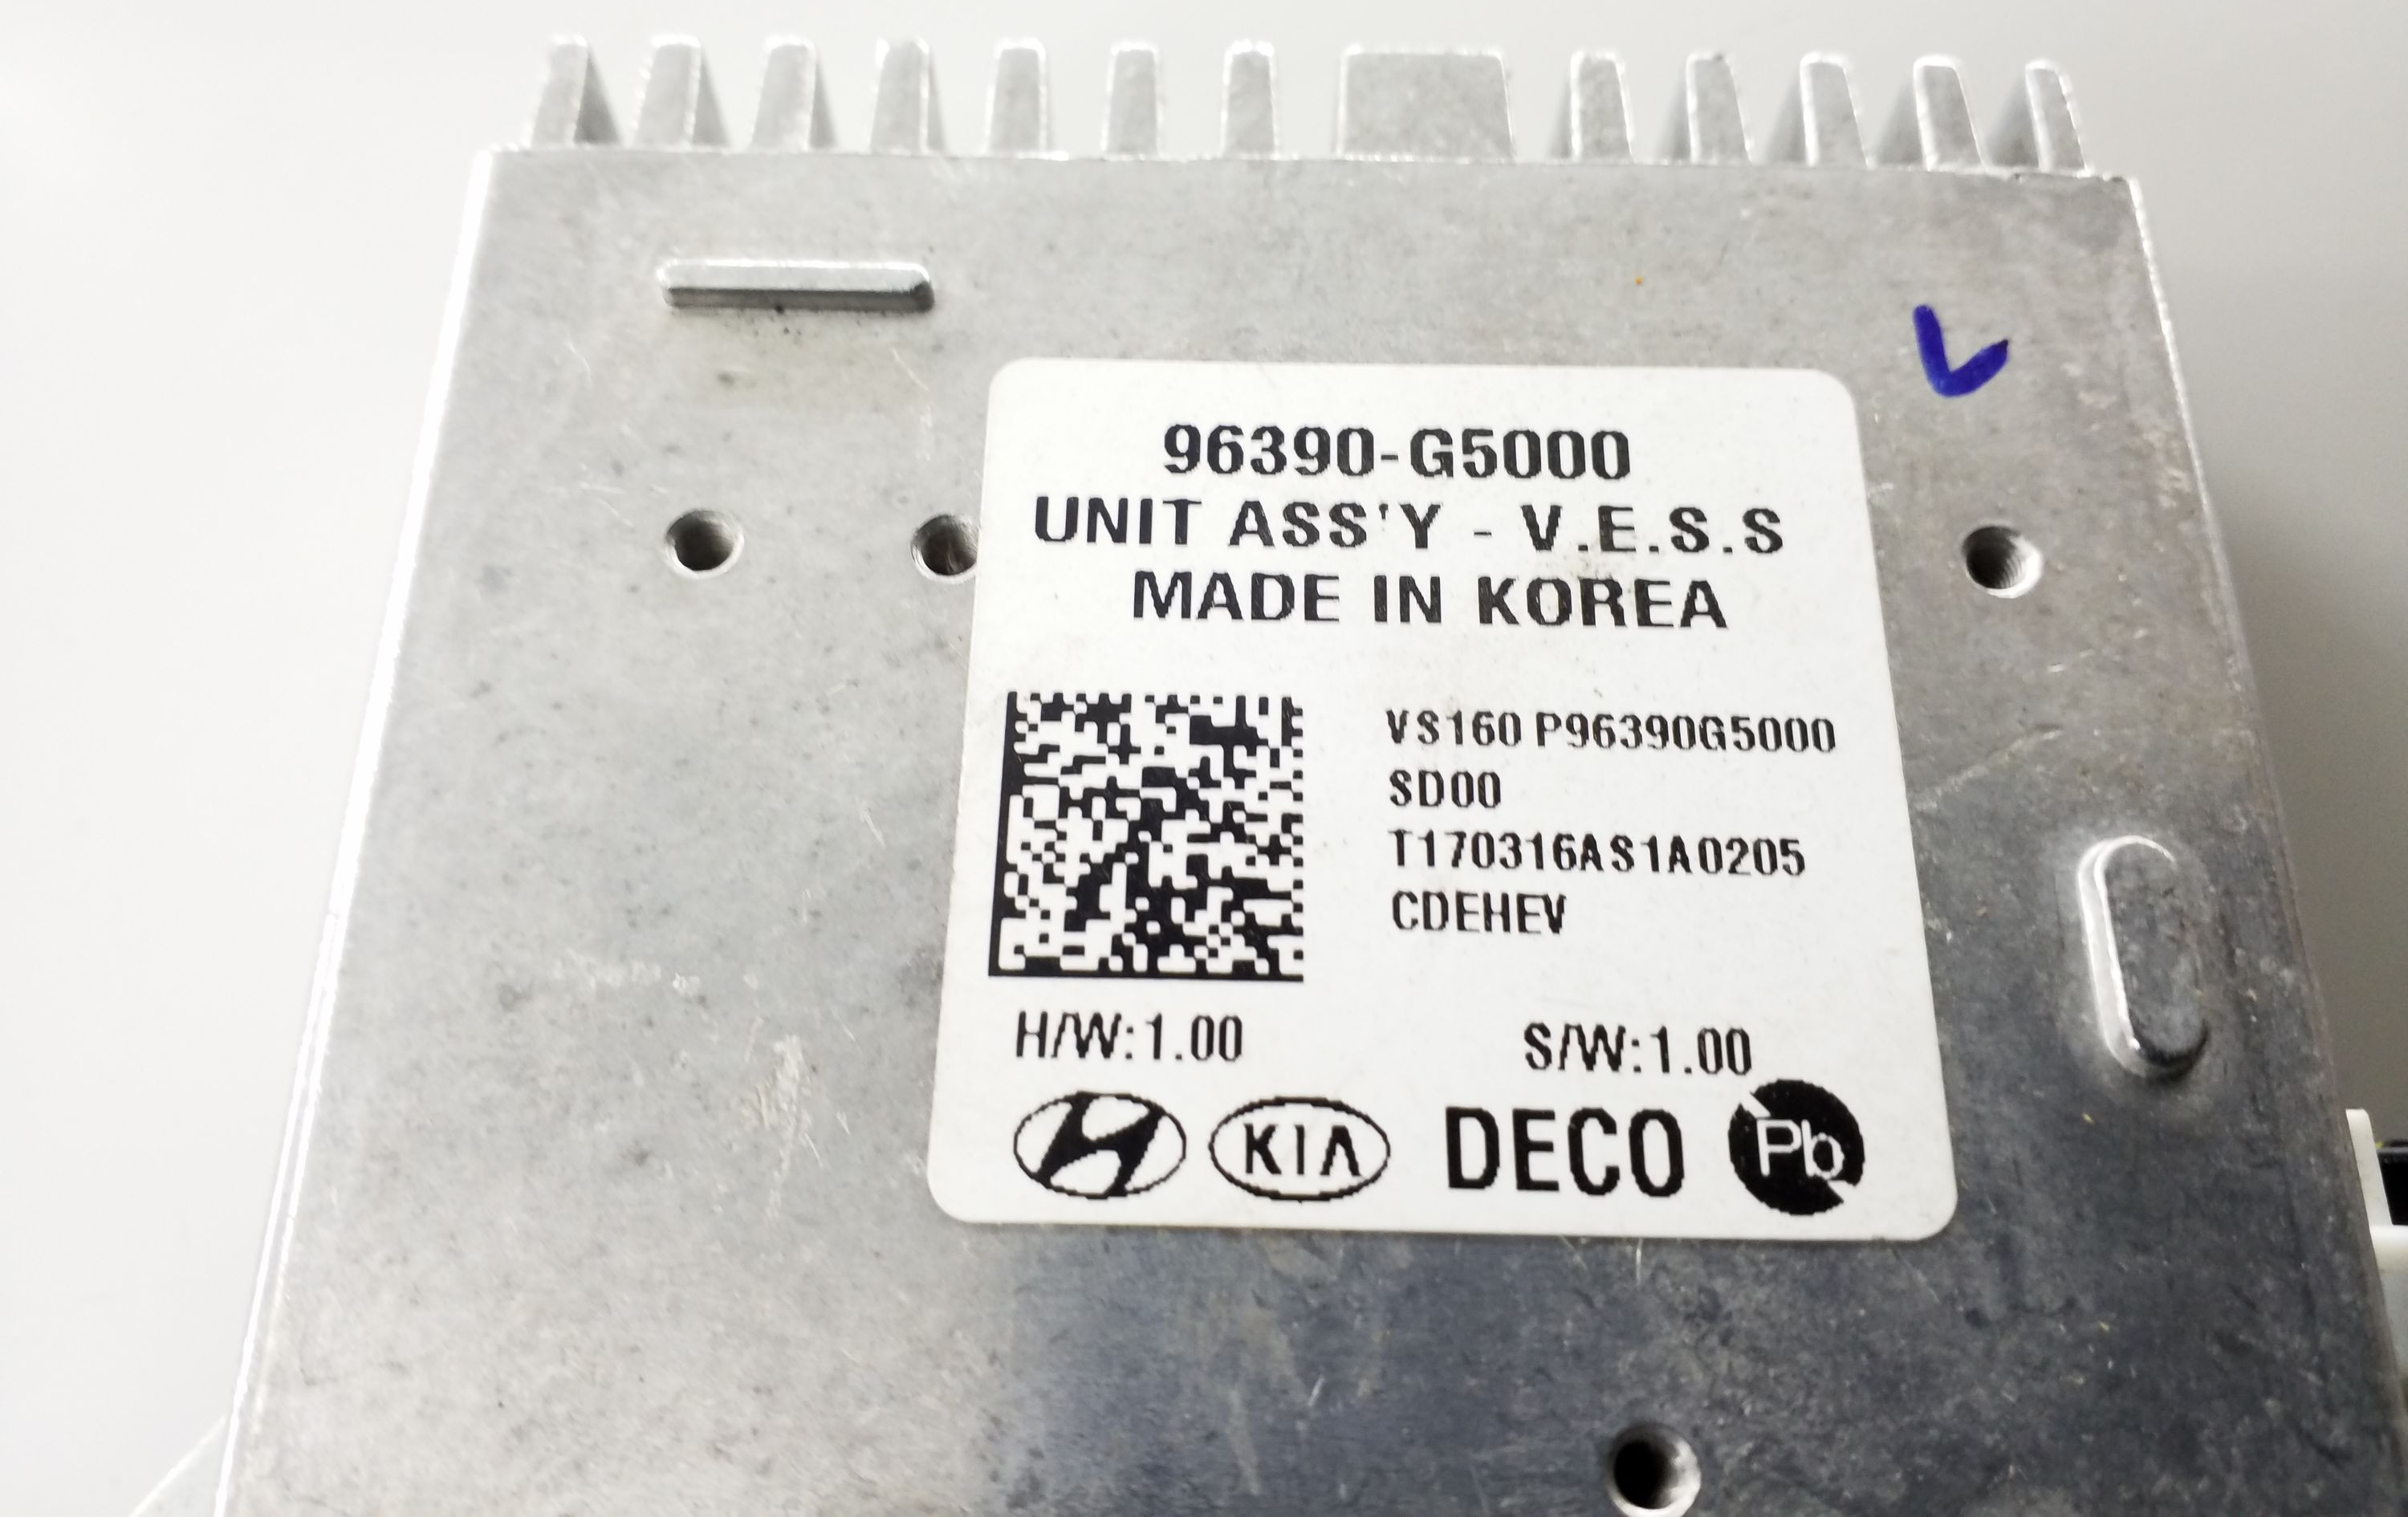 96390-G5000
UNIT ASS'Y - V.E.S.S
MADE IN KOREA
VS160 P96390G5000
SD00
T170316AS1A0205
CDEHEV
H/W:1.00 S/W:1.00
KIA DECO Pb